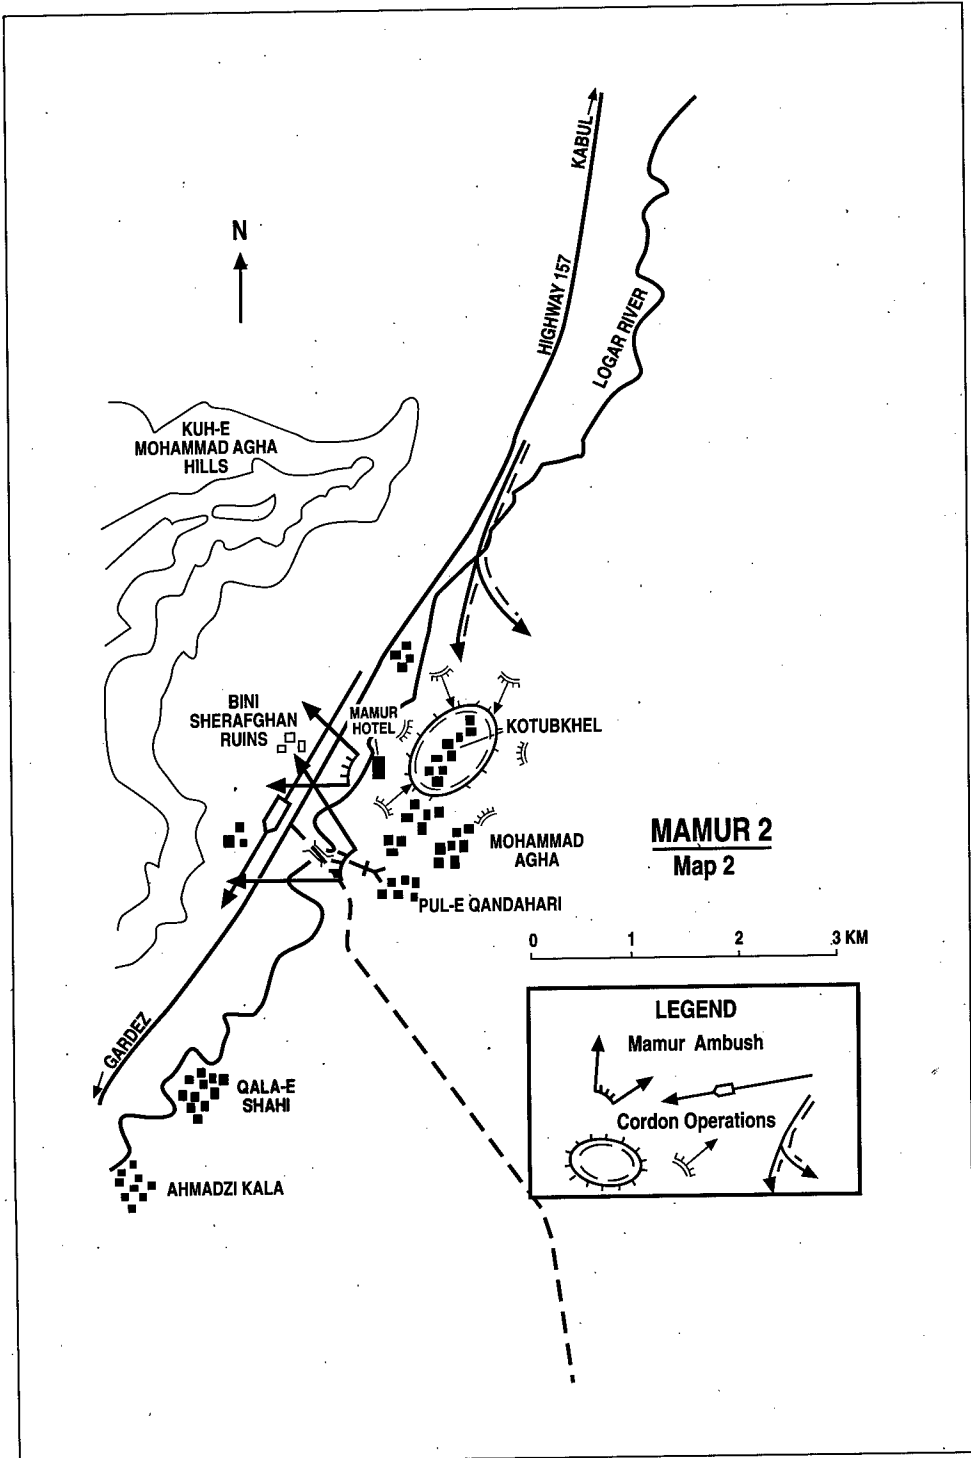 KABUL
N
HIGHWAY 157
LOGAR RIVER
KUH-E
MOHAMMAD AGHA
HILLS
BINI
SHERAFGHAN
RUINS
MAMUR
HOTEL
KOTUBKHEL
MOHAMMAD
AGHA
MAMUR 2
Map 2
PUL-E QANDAHARI
0 1 2 3 KM
GARDEZ
QALA-E
SHAHI
AHMADZI KALA
LEGEND
Mamur Ambush
Cordon Operations